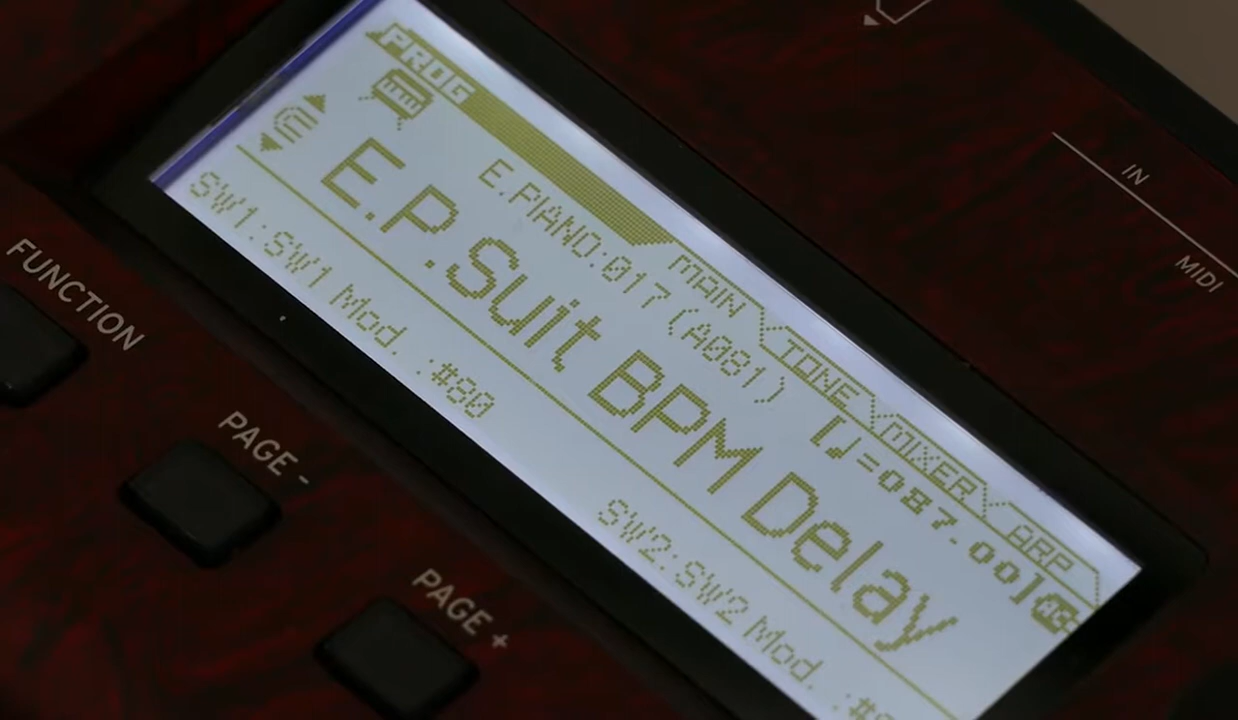 PROG MAIN TONE MIXER ARP
E.PIANO:017 (A081) [♩=087.00]
E.P.Suit BPM Delay
SW1:SW1 Mod. :#80
SW2:SW2 Mod.
FUNCTION
PAGE -
PAGE +
IN
MIDI